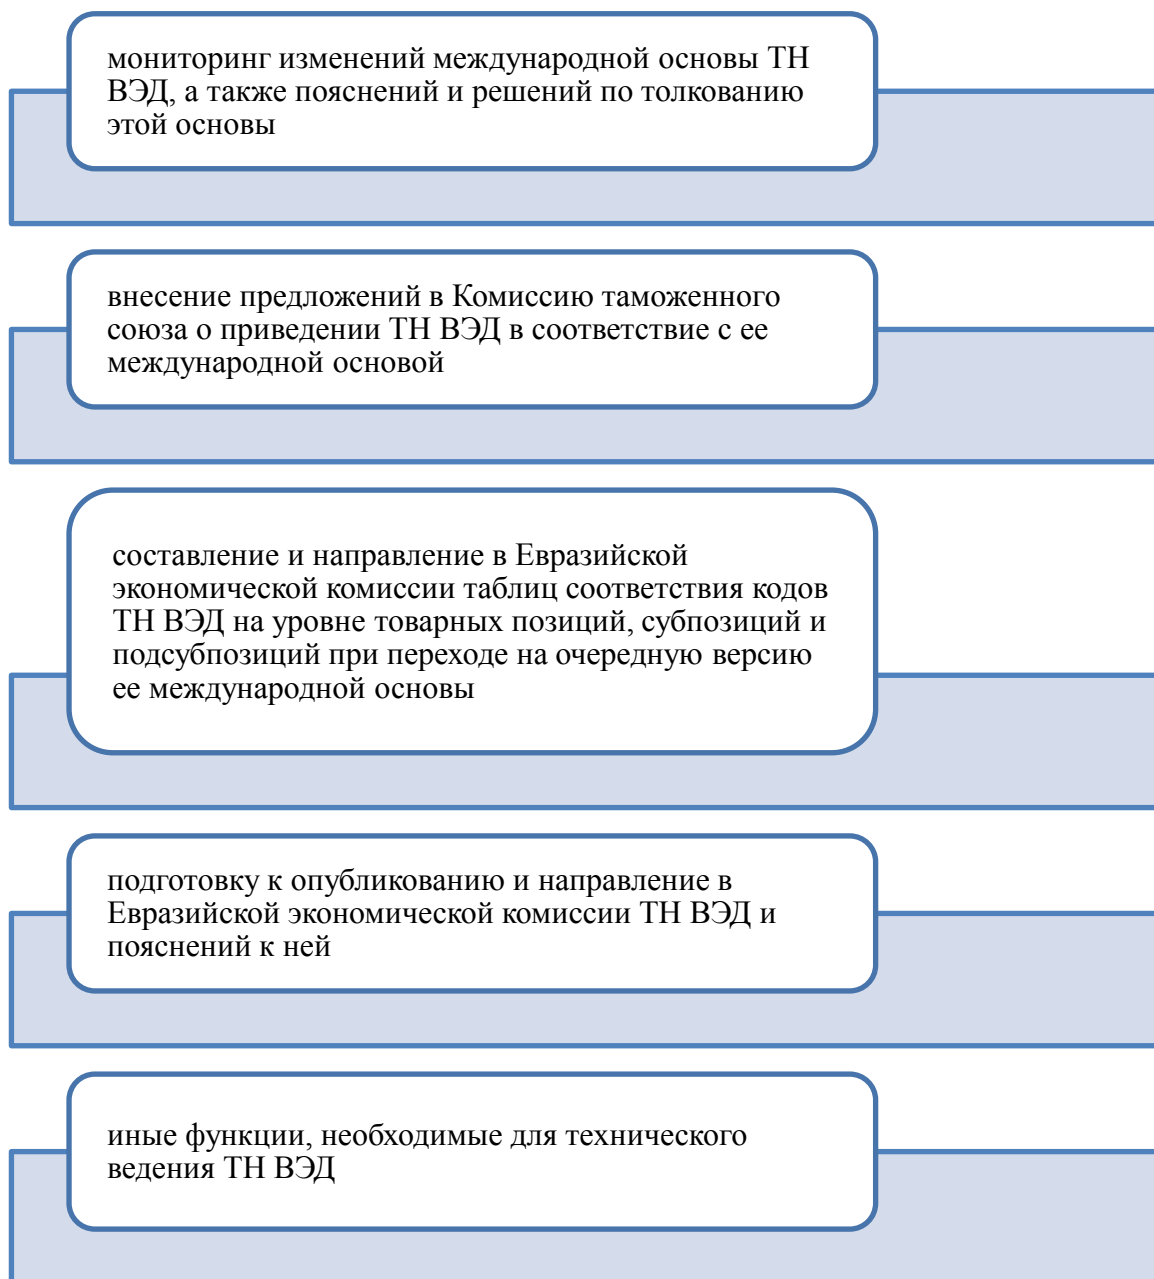 мониторинг изменений международной основы ТН
ВЭД, а также пояснений и решений по толкованию
этой основы
внесение предложений в Комиссию таможенного
союза о приведении ТН ВЭД в соответствие с ее
международной основой
составление и направление в Евразийской
экономической комиссии таблиц соответствия кодов
ТН ВЭД на уровне товарных позиций, субпозиций и
подсубпозиций при переходе на очередную версию
ее международной основы
подготовку к опубликованию и направление в
Евразийской экономической комиссии ТН ВЭД и
пояснений к ней
иные функции, необходимые для технического
ведения ТН ВЭД